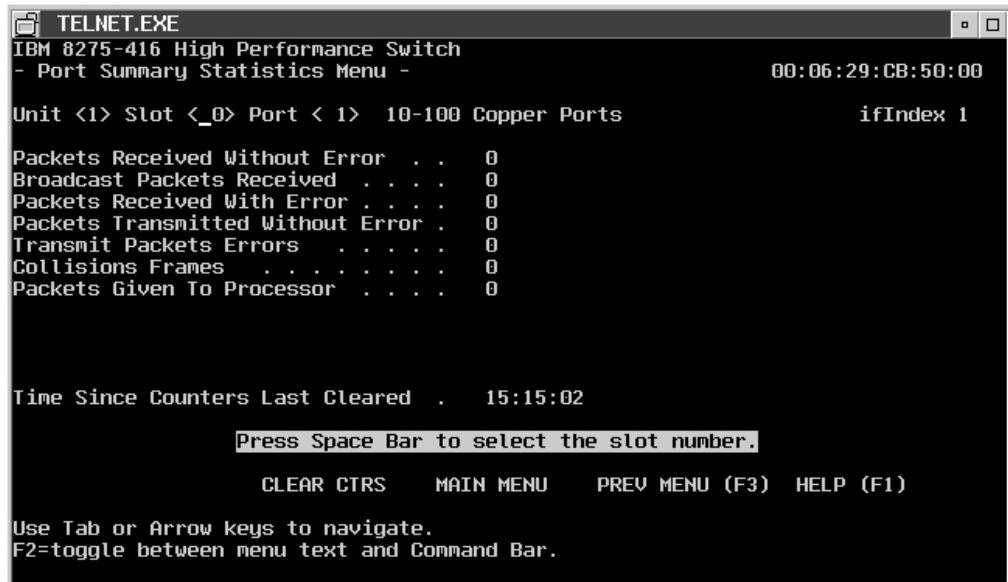 TELNET.EXE
IBM 8275-416 High Performance Switch
- Port Summary Statistics Menu - 00:06:29:CB:50:00
Unit <1> Slot <_0> Port < 1> 10-100 Copper Ports ifIndex 1
Packets Received Without Error . . 0
Broadcast Packets Received . . . . 0
Packets Received With Error . . . . 0
Packets Transmitted Without Error . 0
Transmit Packets Errors . . . . . 0
Collisions Frames . . . . . . . . 0
Packets Given To Processor . . . . 0
Time Since Counters Last Cleared . 15:15:02
Press Space Bar to select the slot number.
CLEAR CTRS MAIN MENU PREV MENU (F3) HELP (F1)
Use Tab or Arrow keys to navigate.
F2=toggle between menu text and Command Bar.